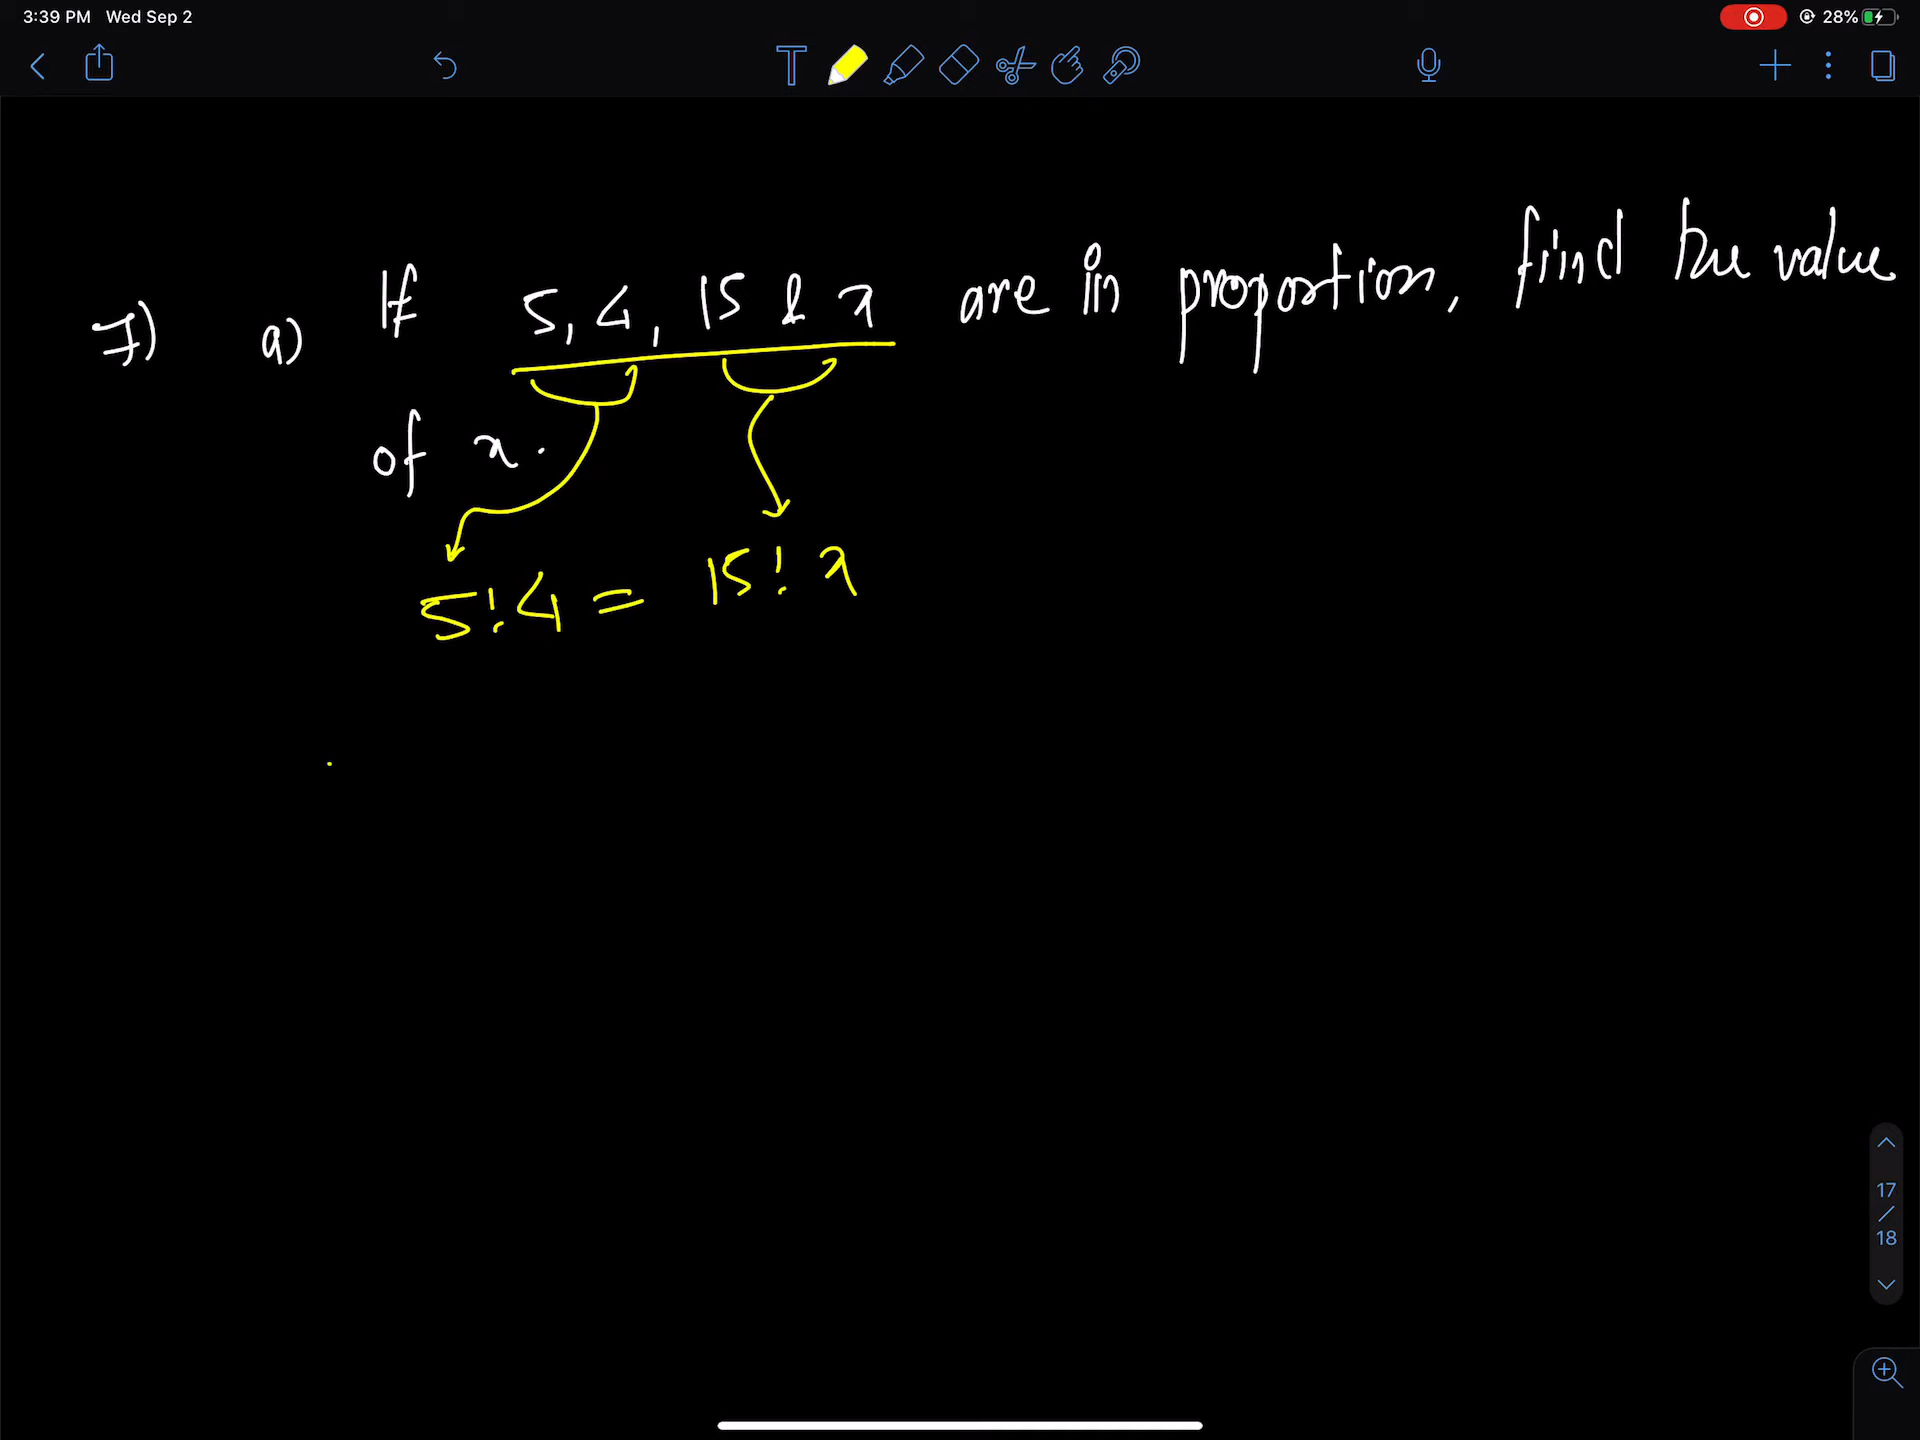 3:39 PM Wed Sep 2
28%
7) a) If 5, 4, 15 & x are in proportion, find the value
of x.
5:4 = 15:x
17
/
18